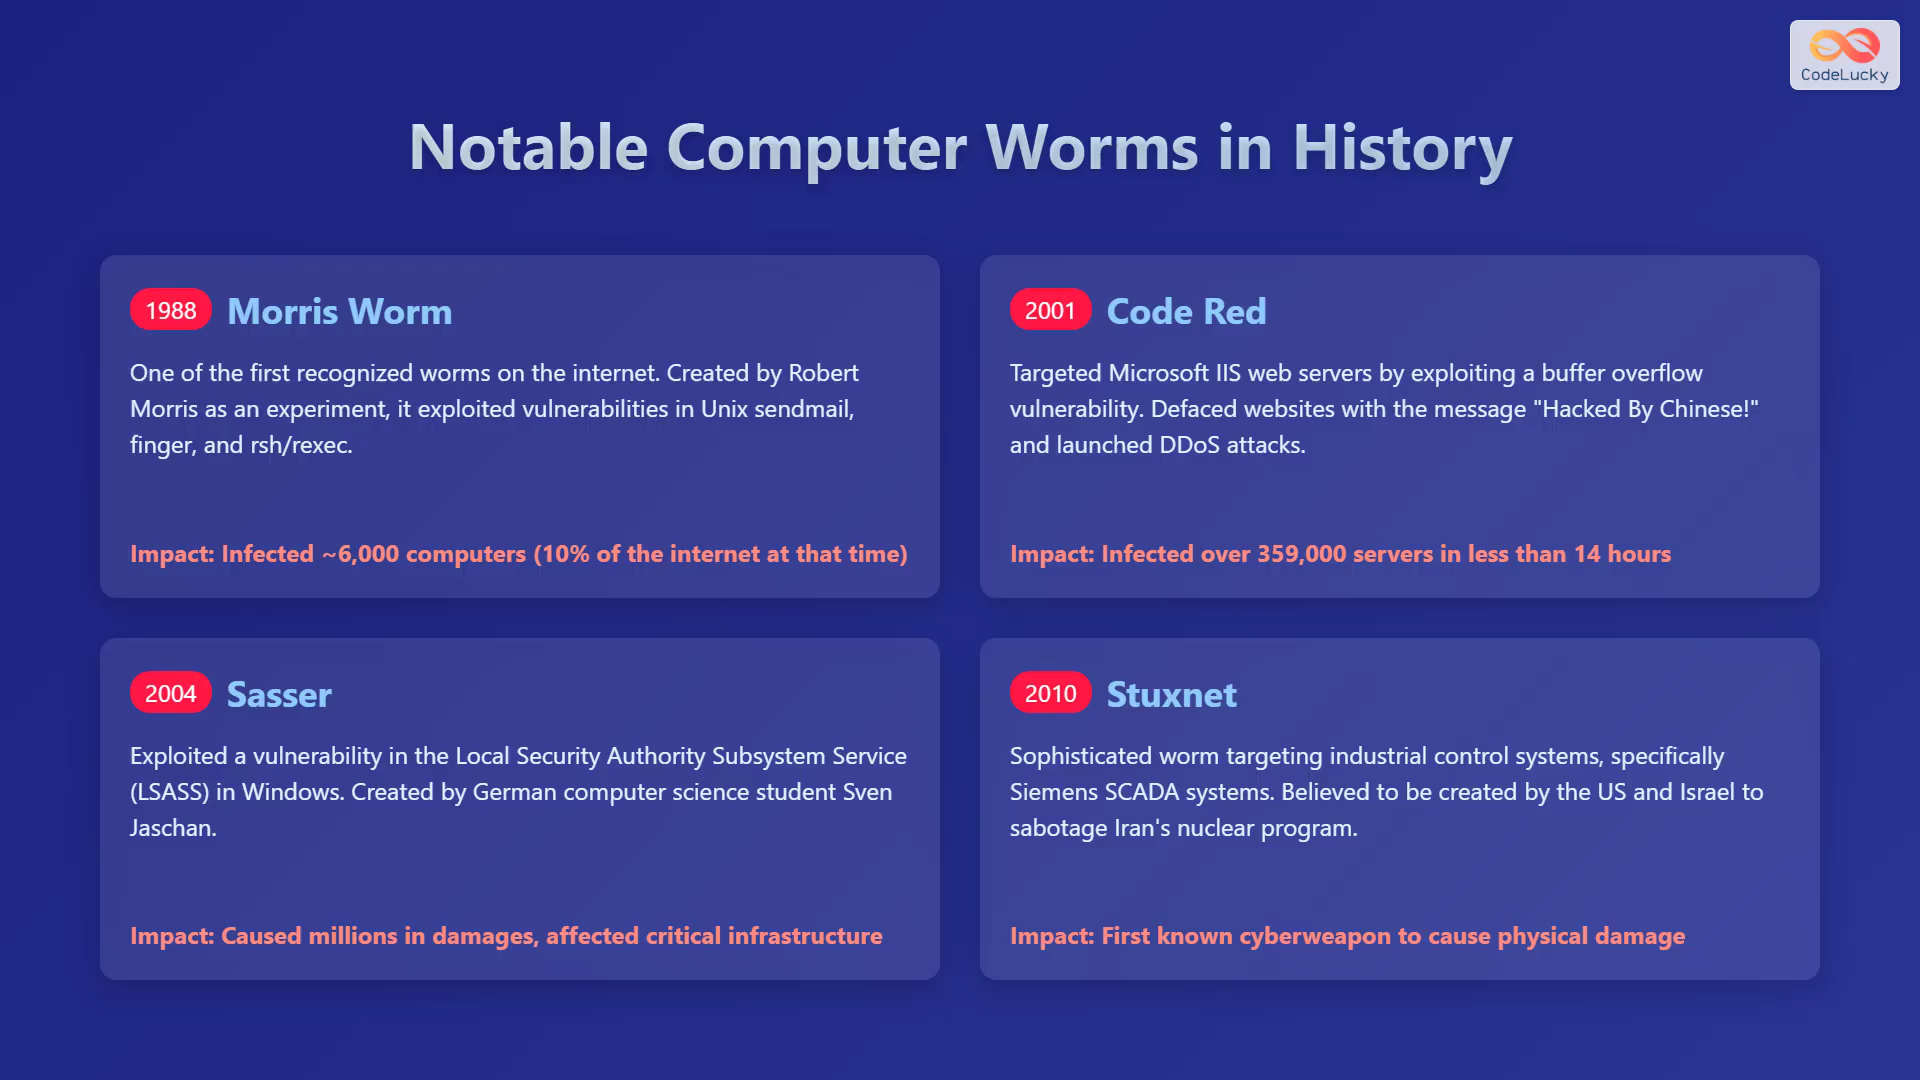 CodeLucky
Notable Computer Worms in History
1988 Morris Worm
One of the first recognized worms on the internet. Created by Robert
Morris as an experiment, it exploited vulnerabilities in Unix sendmail,
finger, and rsh/rexec.
Impact: Infected ~6,000 computers (10% of the internet at that time)
2001 Code Red
Targeted Microsoft IIS web servers by exploiting a buffer overflow
vulnerability. Defaced websites with the message "Hacked By Chinese!"
and launched DDoS attacks.
Impact: Infected over 359,000 servers in less than 14 hours
2004 Sasser
Exploited a vulnerability in the Local Security Authority Subsystem Service
(LSASS) in Windows. Created by German computer science student Sven
Jaschan.
Impact: Caused millions in damages, affected critical infrastructure
2010 Stuxnet
Sophisticated worm targeting industrial control systems, specifically
Siemens SCADA systems. Believed to be created by the US and Israel to
sabotage Iran's nuclear program.
Impact: First known cyberweapon to cause physical damage